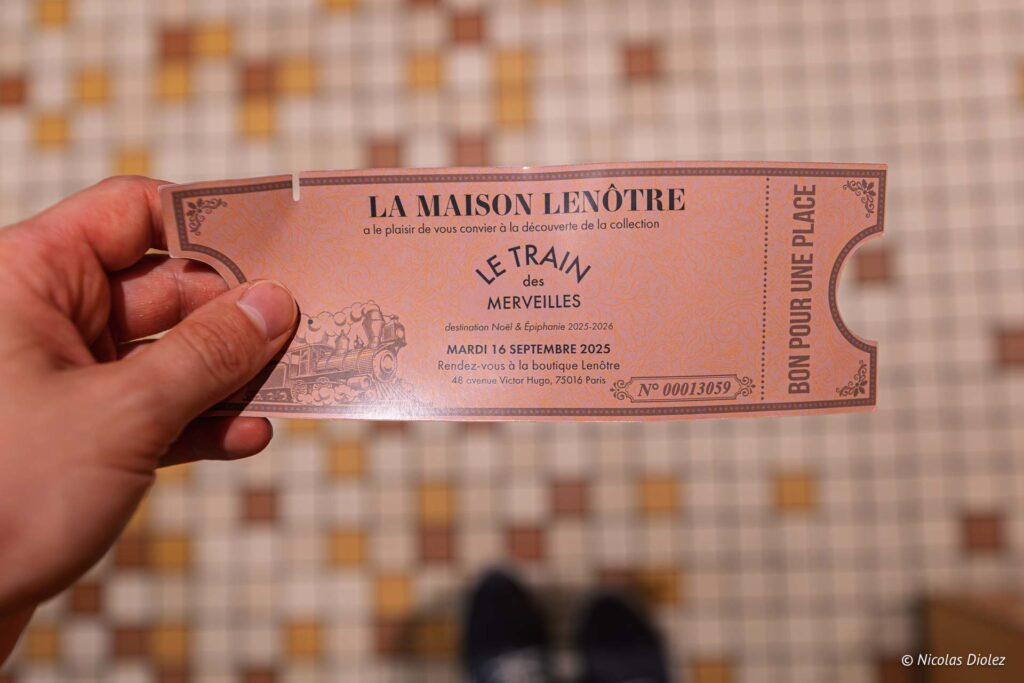 LA MAISON LENÔTRE
a le plaisir de vous convier à la découverte de la collection
LE TRAIN
des
MERVEILLES
destination Noël & Épiphanie 2025-2026
MARDI 16 SEPTEMBRE 2025
Rendez-vous à la boutique Lenôtre
48 avenue Victor Hugo, 75016 Paris
N° 00013059
BON POUR UNE PLACE
© Nicolas Diolez